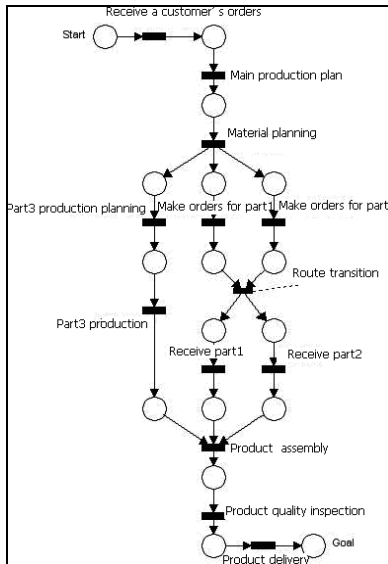 Receive a customer's orders
Start
Main production plan
Material planning
Part3 production planning
Make orders for part1
Make orders for part
Route transition
Part3 production
Receive part1
Receive part2
Product assembly
Product quality inspection
Goal
Product delivery